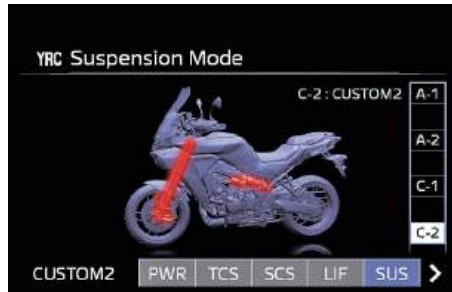 YRC Suspension Mode
C-2 : CUSTOM2
A-1
A-2
C-1
C-2
CUSTOM2 PWR TCS SCS LIF SUS >